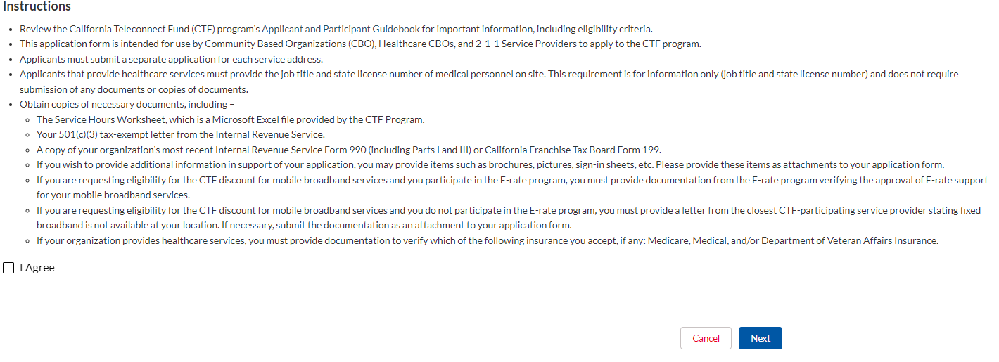 Instructions
• Review the California Teleconnect Fund (CTF) program's Applicant and Participant Guidebook for important information, including eligibility criteria.
• This application form is intended for use by Community Based Organizations (CBO), Healthcare CBOs, and 2-1-1 Service Providers to apply to the CTF program.
• Applicants must submit a separate application for each service address.
• Applicants that provide healthcare services must provide the job title and state license number of medical personnel on site. This requirement is for information only (job title and state license number) and does not require
submission of any documents or copies of documents.
• Obtain copies of necessary documents, including –
◦ The Service Hours Worksheet, which is a Microsoft Excel file provided by the CTF Program.
◦ Your 501(c)(3) tax-exempt letter from the Internal Revenue Service.
◦ A copy of your organization's most recent Internal Revenue Service Form 990 (including Parts I and III) or California Franchise Tax Board Form 199.
◦ If you wish to provide additional information in support of your application, you may provide items such as brochures, pictures, sign-in sheets, etc. Please provide these items as attachments to your application form.
◦ If you are requesting eligibility for the CTF discount for mobile broadband services and you participate in the E-rate program, you must provide documentation from the E-rate program verifying the approval of E-rate support
for your mobile broadband services.
◦ If you are requesting eligibility for the CTF discount for mobile broadband services and you do not participate in the E-rate program, you must provide a letter from the closest CTF-participating service provider stating fixed
broadband is not available at your location. If necessary, submit the documentation as an attachment to your application form.
◦ If your organization provides healthcare services, you must provide documentation to verify which of the following insurance you accept, if any: Medicare, Medical, and/or Department of Veteran Affairs Insurance.
I Agree
Cancel Next